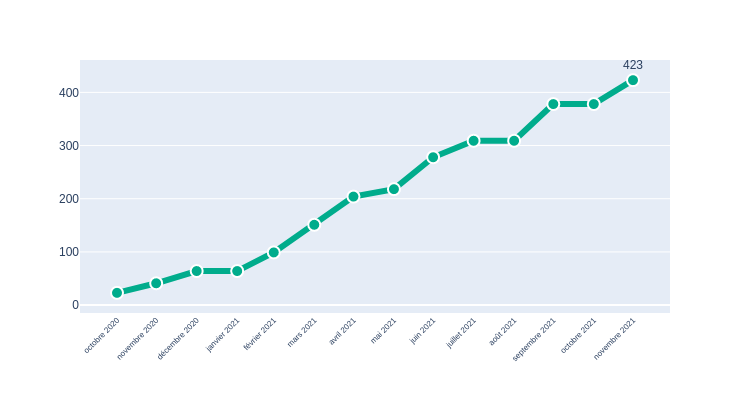 423
400
300
200
100
0
octobre 2020
novembre 2020
décembre 2020
janvier 2021
février 2021
mars 2021
avril 2021
mai 2021
juin 2021
juillet 2021
août 2021
septembre 2021
octobre 2021
novembre 2021